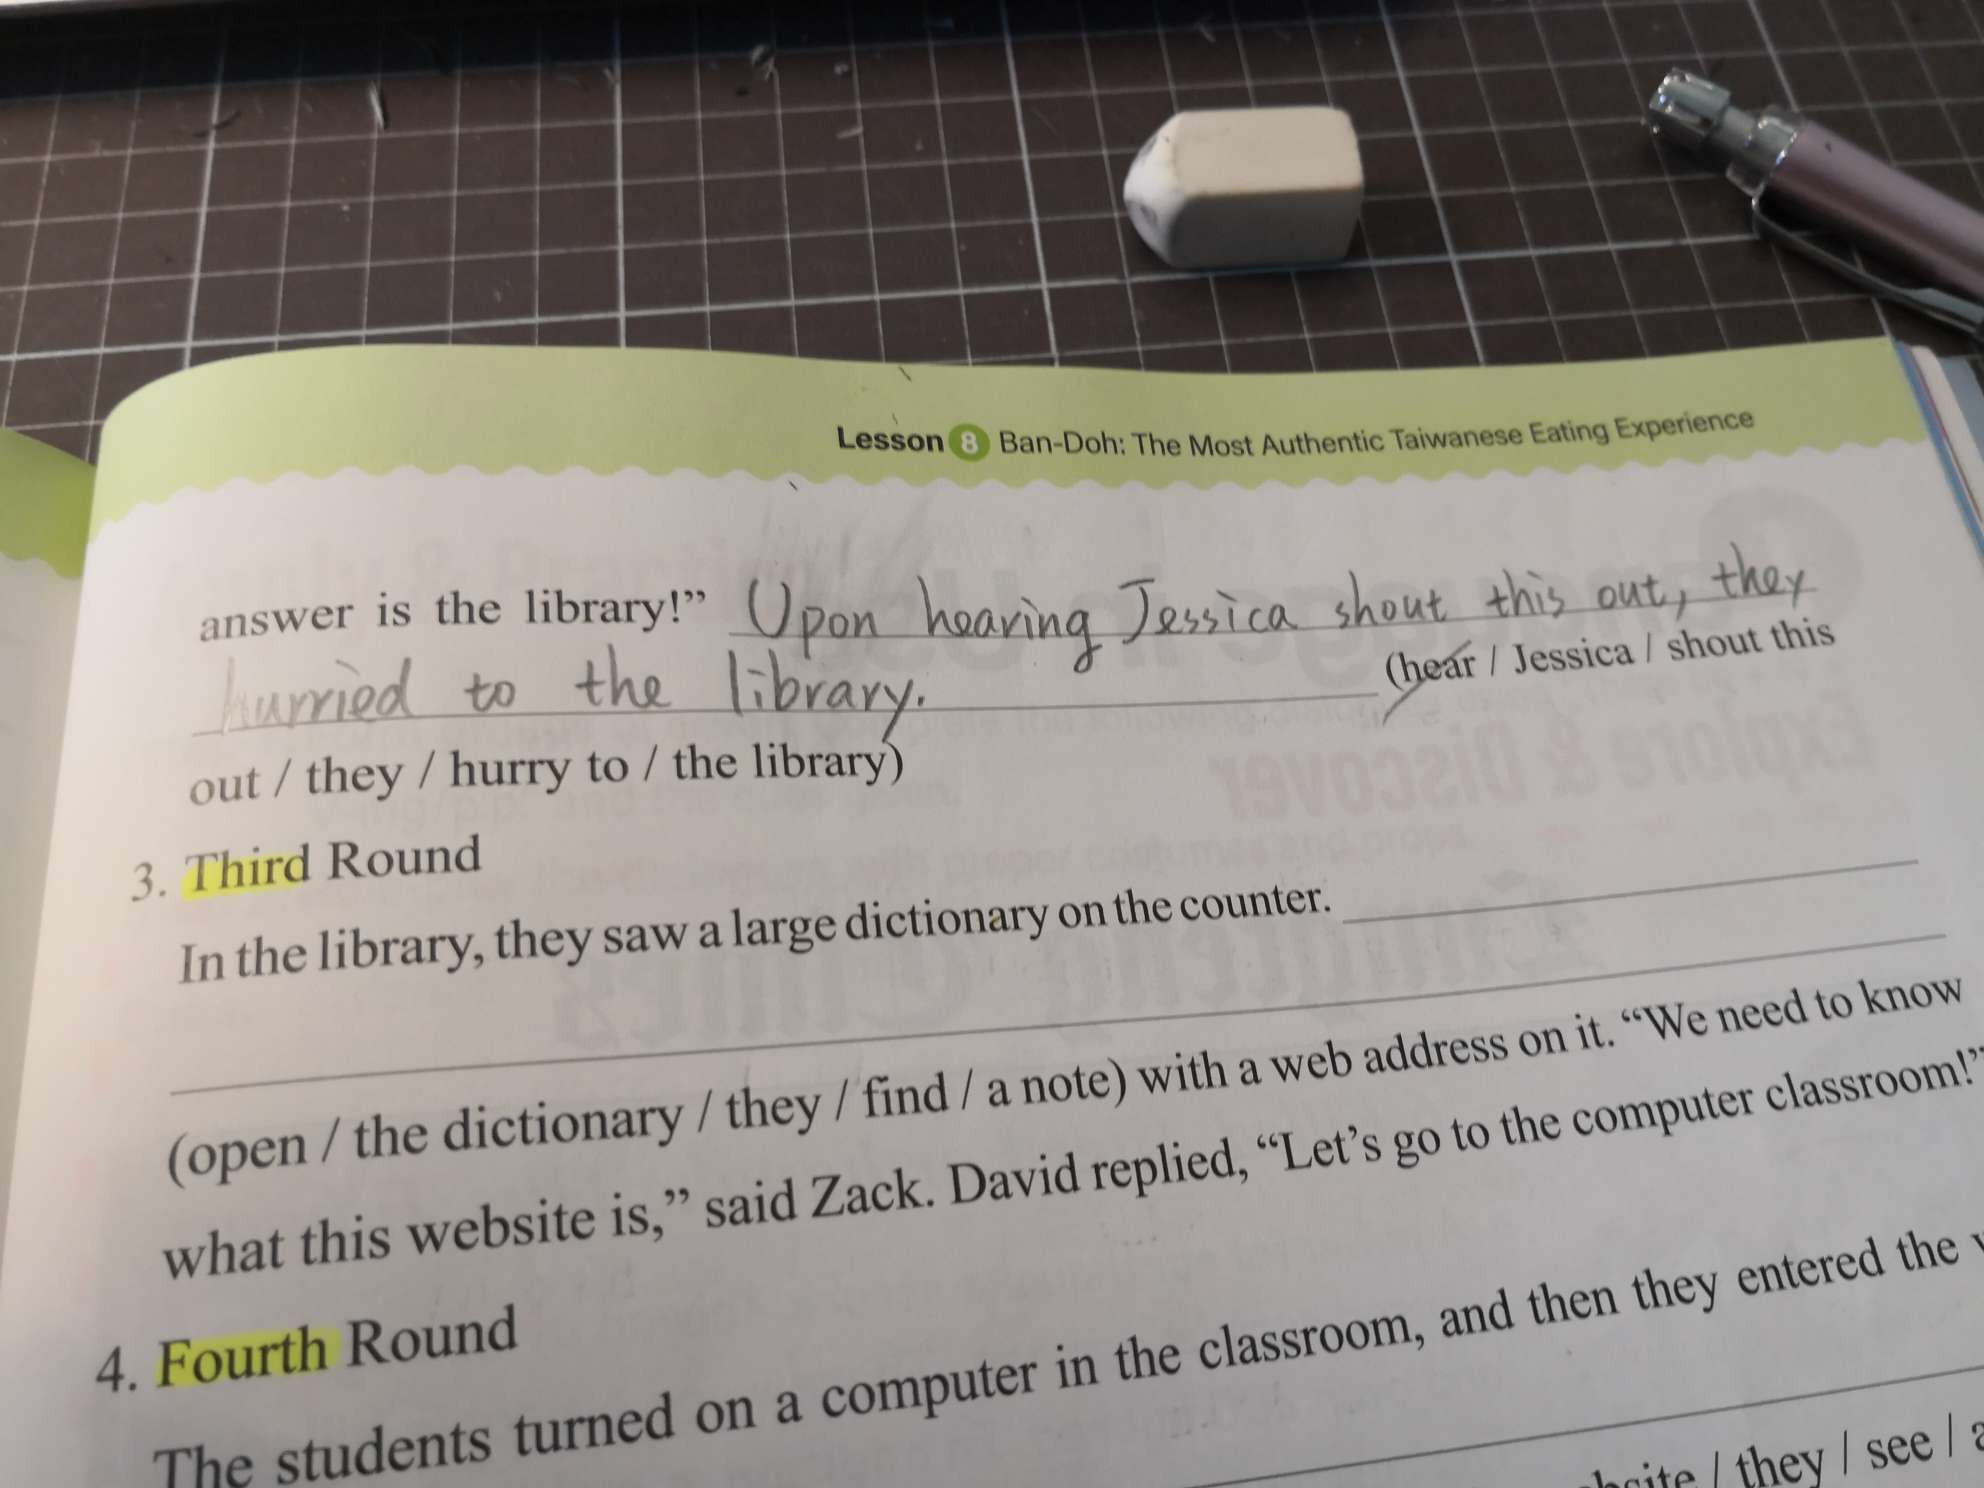 Lesson 8 Ban-Doh: The Most Authentic Taiwanese Eating Experience
answer is the library!” Upon hearing Jessica shout this out, they
hurried to the library. (hear / Jessica / shout this
out / they / hurry to / the library)
3. Third Round
In the library, they saw a large dictionary on the counter.
(open / the dictionary / they / find / a note) with a web address on it. “We need to know
what this website is,” said Zack. David replied, “Let’s go to the computer classroom!”
4. Fourth Round
The students turned on a computer in the classroom, and then they entered the
/ they / see /